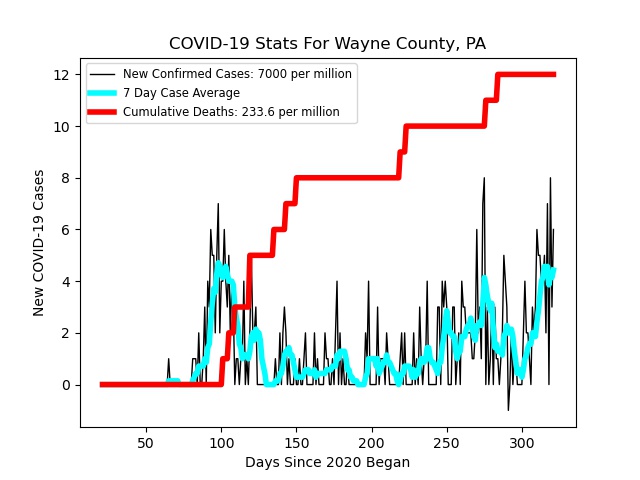 COVID-19 Stats For Wayne County, PA
New Confirmed Cases: 7000 per million
7 Day Case Average
Cumulative Deaths: 233.6 per million
New COVID-19 Cases
12
10
8
6
4
2
0
50 100 150 200 250 300
Days Since 2020 Began